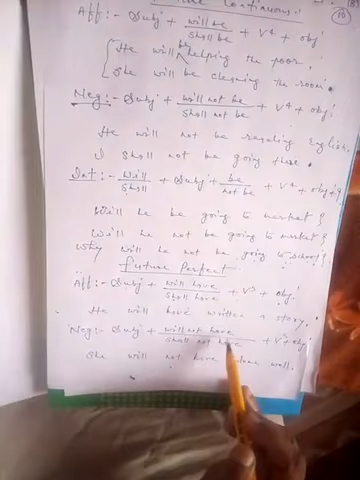 Continuous :
Aff :- Subj + will be / shall be + V4 + obj
He will be helping the poor.
She will be cleaning the room.
Neg :- Subj + will not be / shall not be + V4 + obj
He will not be reading English.
I shall not be going there.
Int :- Will / Shall + Subj + be / not be + V4 + obj + ?
Will he be going to market ?
Will he not be going to market ?
Why will he not be going to school ?
Future Perfect
Aff :- Subj + will have / shall have + V3 + obj
He will have written a story.
Neg :- Subj + will not have / shall not have + V3 + obj
She will not have done well.